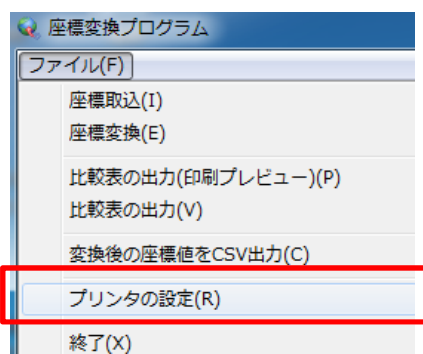 座標変換プログラム
ファイル(F)
座標取込(I)
座標変換(E)
比較表の出力(印刷プレビュー)(P)
比較表の出力(V)
変換後の座標値をCSV出力(C)
プリンタの設定(R)
終了(X)